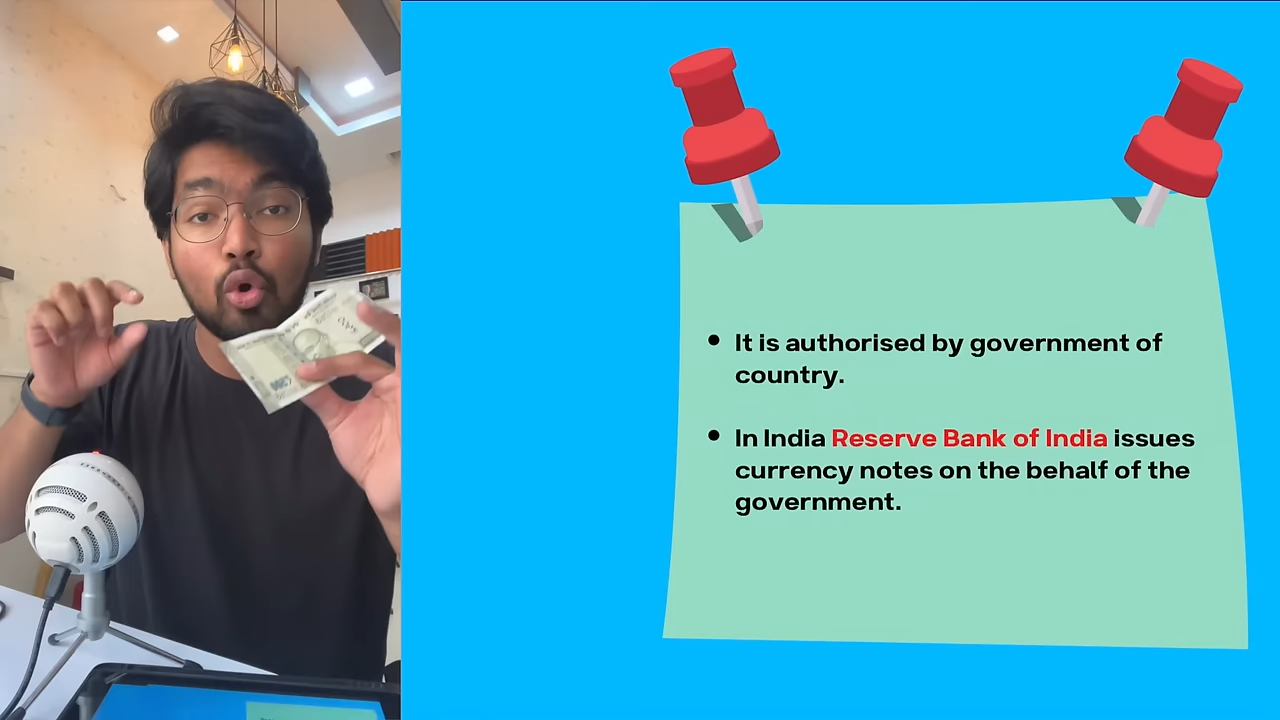 • It is authorised by government of
country.
• In India Reserve Bank of India issues
currency notes on the behalf of the
government.